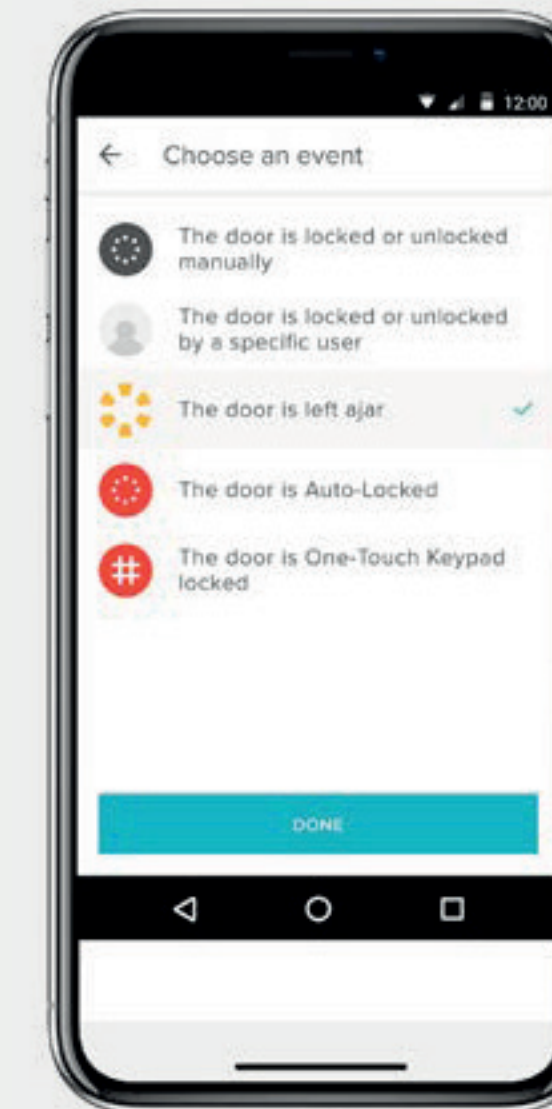 12:00
Choose an event
The door is locked or unlocked
manually
The door is locked or unlocked
by a specific user
The door is left ajar
The door is Auto-Locked
The door is One-Touch Keypad
locked
DONE